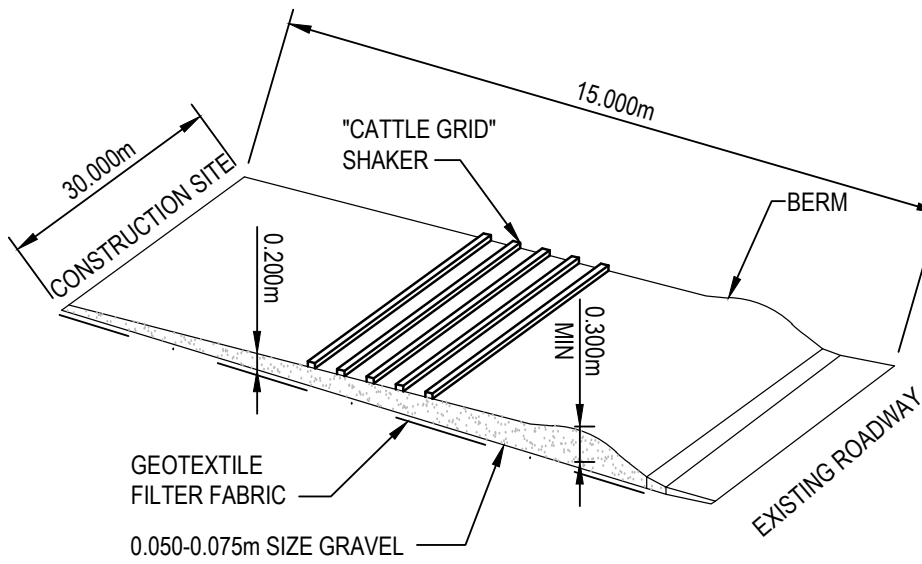 15.000m
"CATTLE GRID"
SHAKER
30.000m
CONSTRUCTION SITE
BERM
0.200m
0.300m
MIN
GEOTEXTILE
FILTER FABRIC
EXISTING ROADWAY
0.050-0.075m SIZE GRAVEL